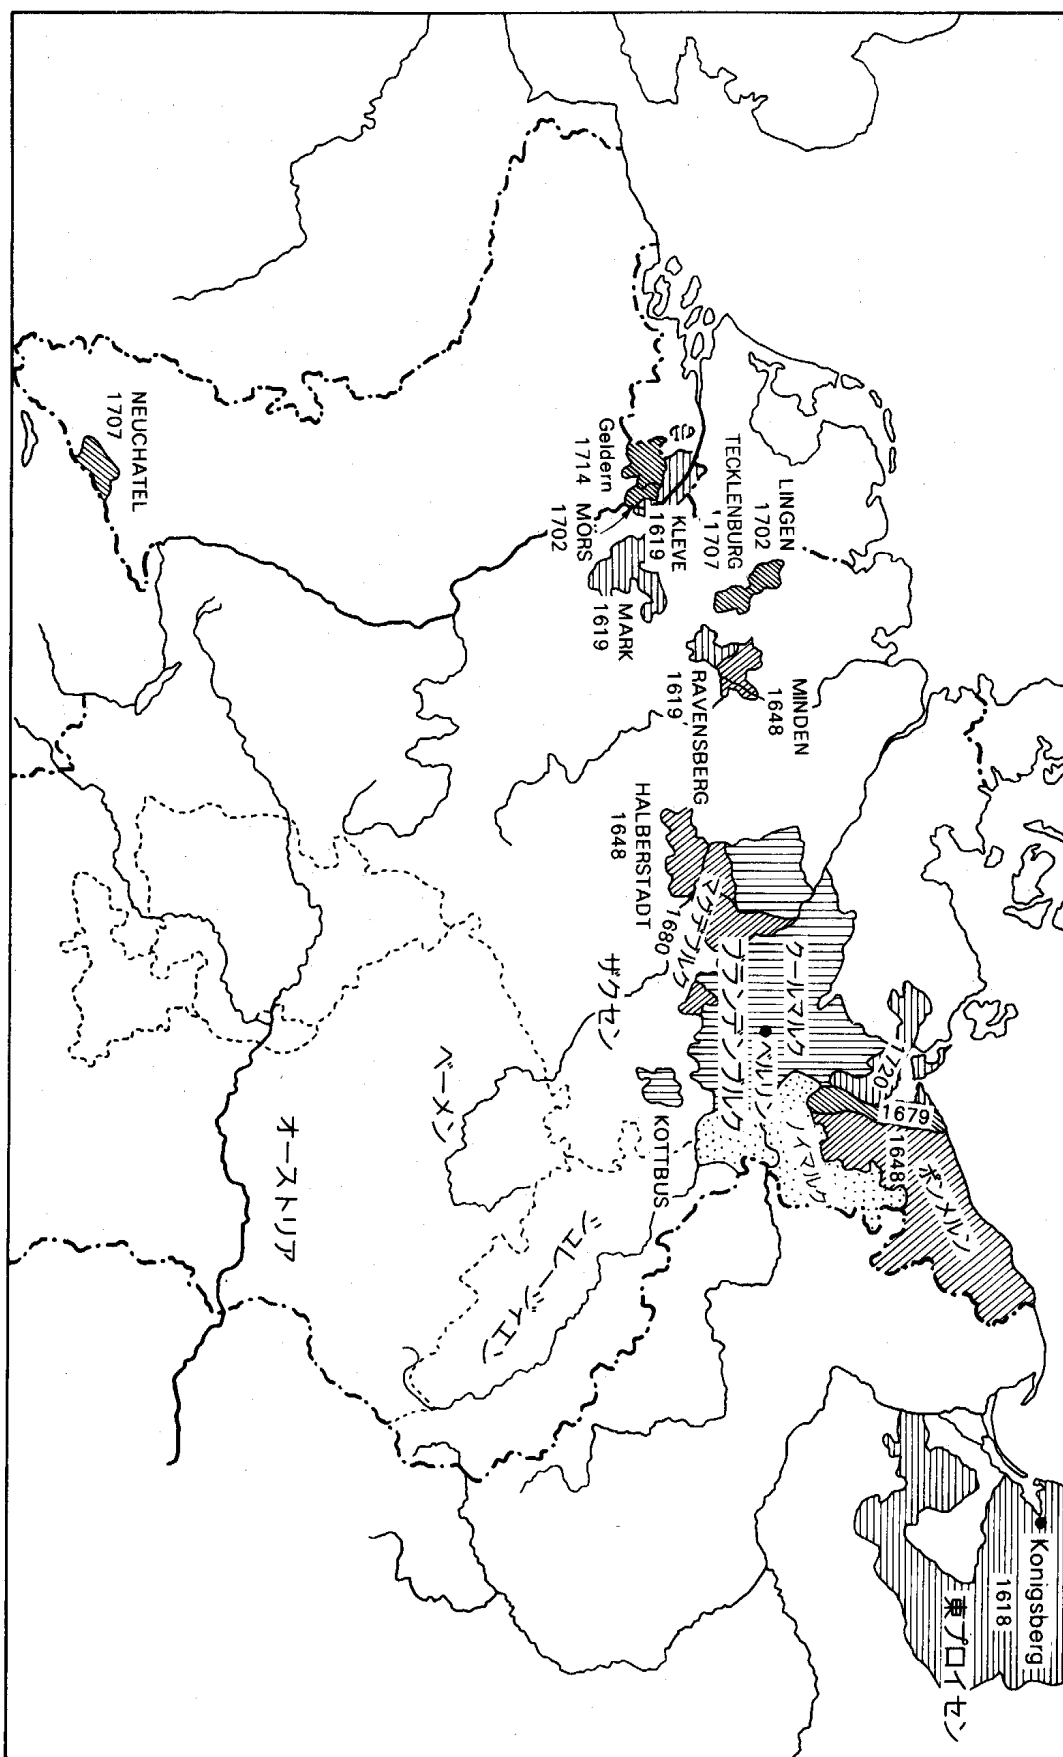 Konigsberg
1618
東プロイセン
ポンメルン
1648
1679
1720
ノイマルク
クールマルク
ベルリン
ブランデンブルク
マグデブルク
1680
MINDEN
1648
LINGEN
1702
TECKLENBURG
1707
RAVENSBERG
1619
KLEVE
1619
MARK
1619
MÖRS
1702
Geldern
1714
HALBERSTADT
1648
KOTTBUS
ザクセン
シュレージエン
ベーメン
オーストリア
NEUCHATEL
1707